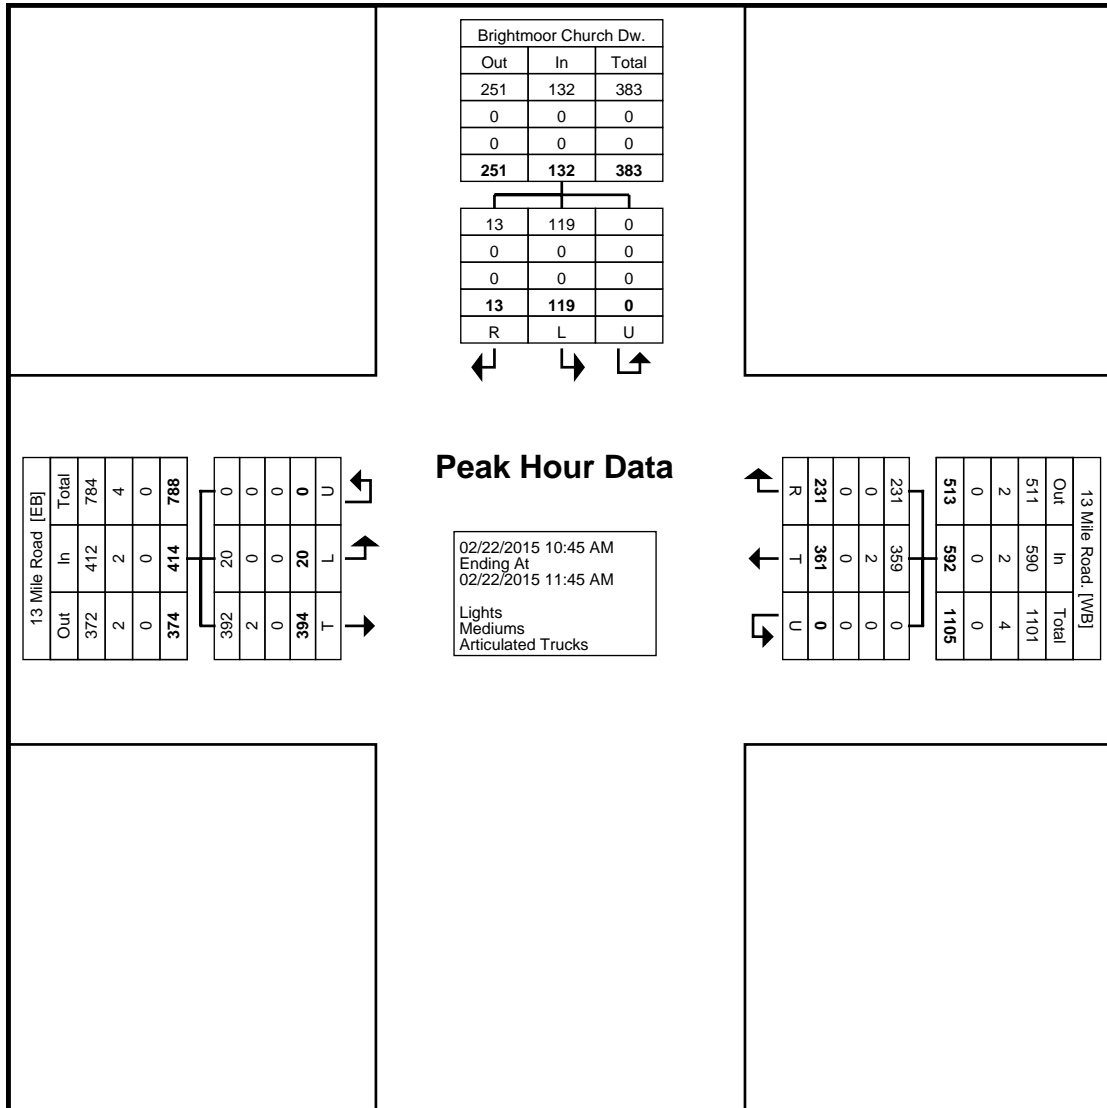 Brightmoor Church Dw.
Out In Total
251 132 383
0 0 0
0 0 0
251 132 383
13 119 0
0 0 0
0 0 0
13 119 0
R L U
Peak Hour Data
02/22/2015 10:45 AM
Ending At
02/22/2015 11:45 AM
Lights
Mediums
Articulated Trucks
13 Mile Road [EB]
Out In Total
372 412 784
2 2 4
0 0 0
374 414 788
392 20 0
2 0 0
0 0 0
394 20 0
T L U
13 Mile Road. [WB]
Out In Total
511 590 1101
2 2 4
0 0 0
513 592 1105
231 359 0
0 2 0
0 0 0
231 361 0
R T U